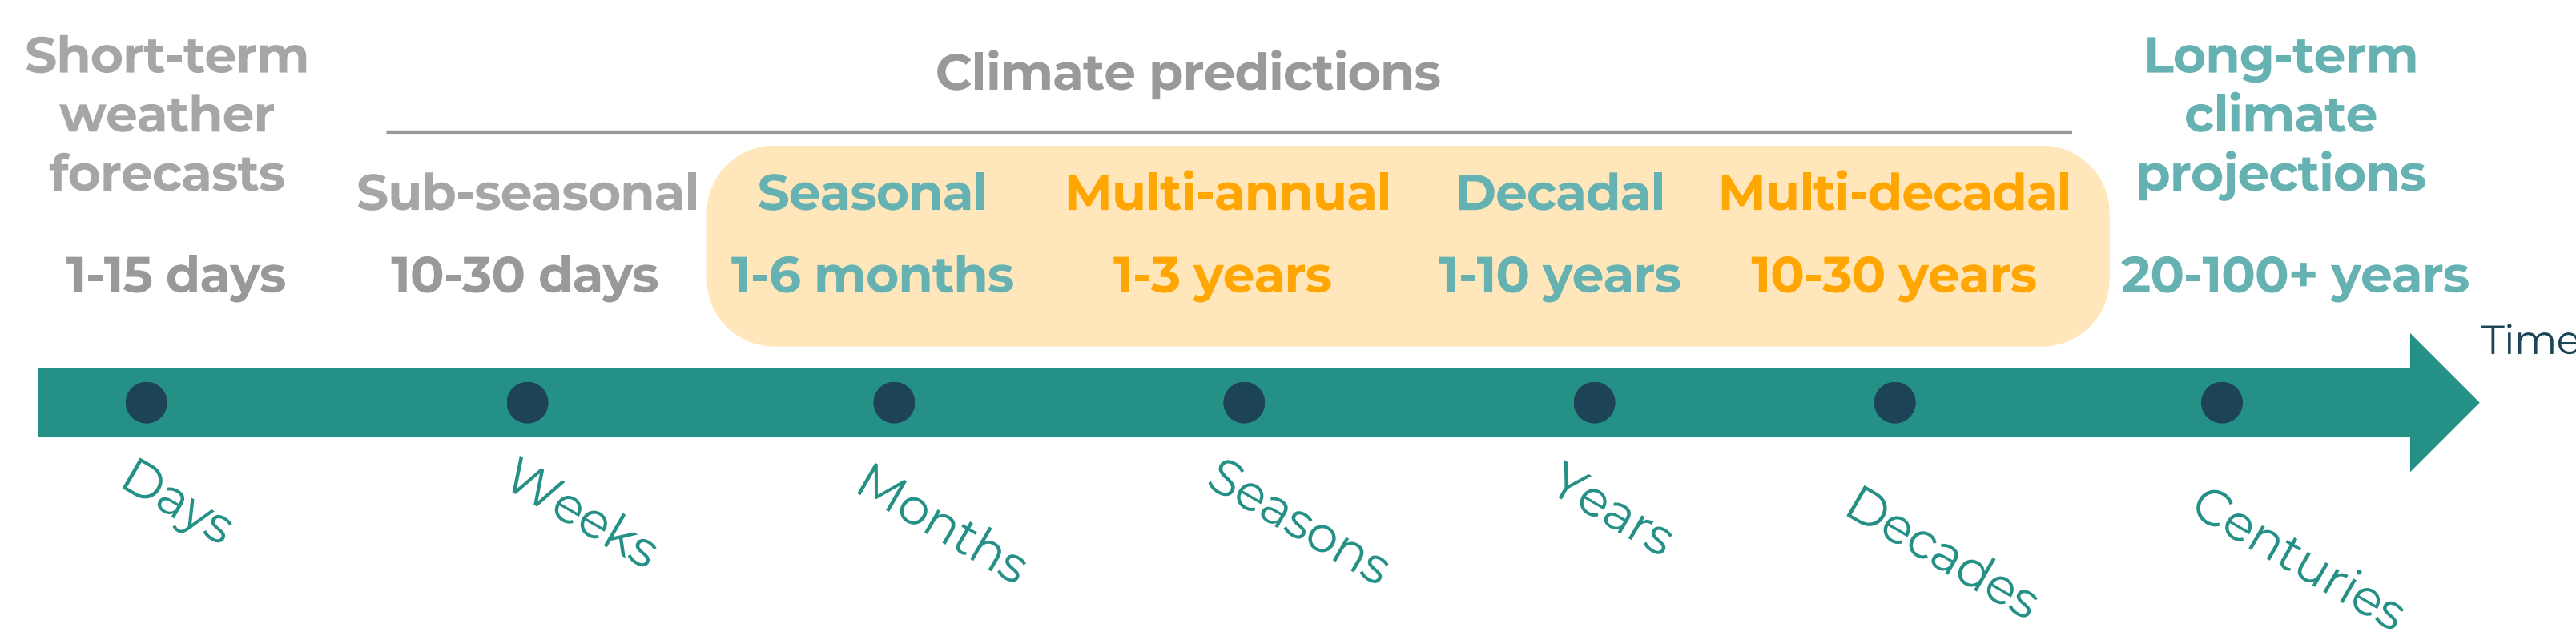 Short-term
weather
forecasts
1-15 days
Climate predictions
Sub-seasonal
10-30 days
Seasonal
1-6 months
Multi-annual
1-3 years
Decadal
1-10 years
Multi-decadal
10-30 years
Long-term
climate
projections
20-100+ years
Time
Days
Weeks
Months
Seasons
Years
Decades
Centuries